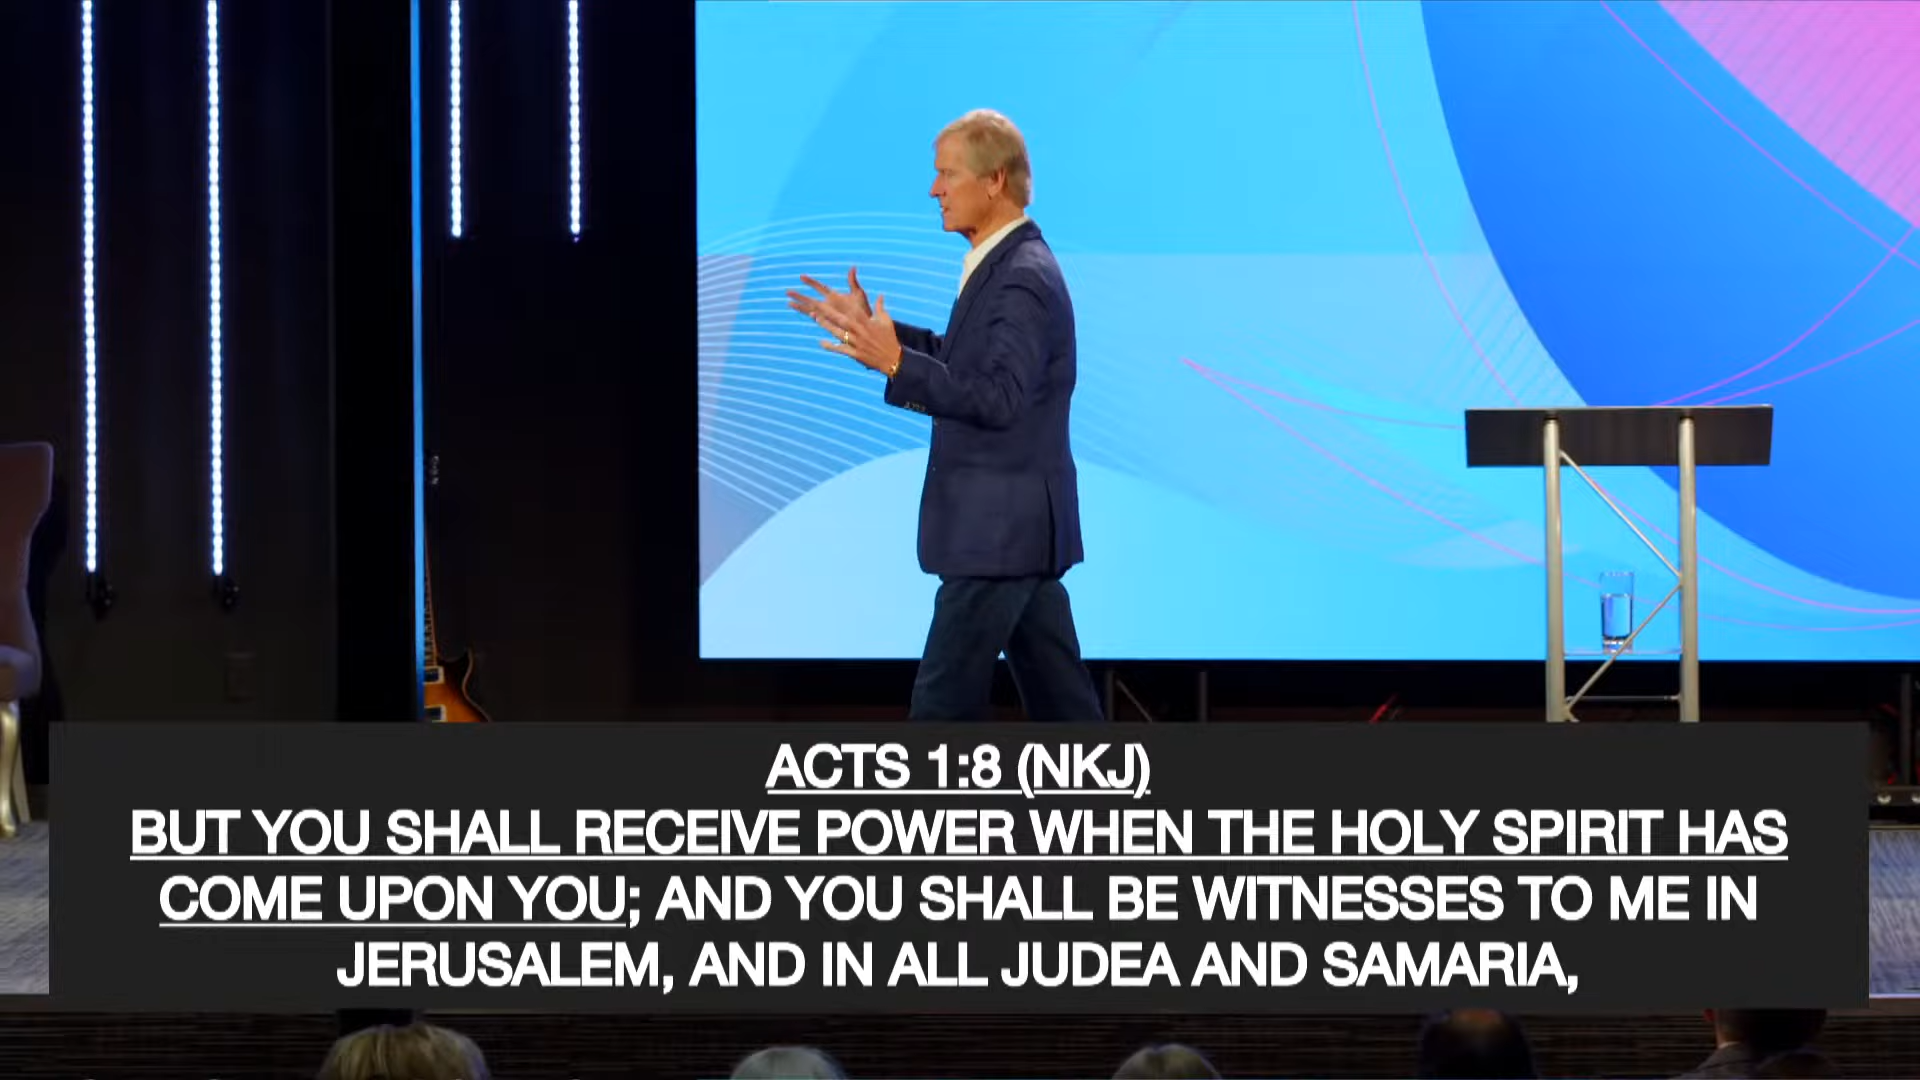 ACTS 1:8 (NKJ)
BUT YOU SHALL RECEIVE POWER WHEN THE HOLY SPIRIT HAS
COME UPON YOU; AND YOU SHALL BE WITNESSES TO ME IN
JERUSALEM, AND IN ALL JUDEA AND SAMARIA,